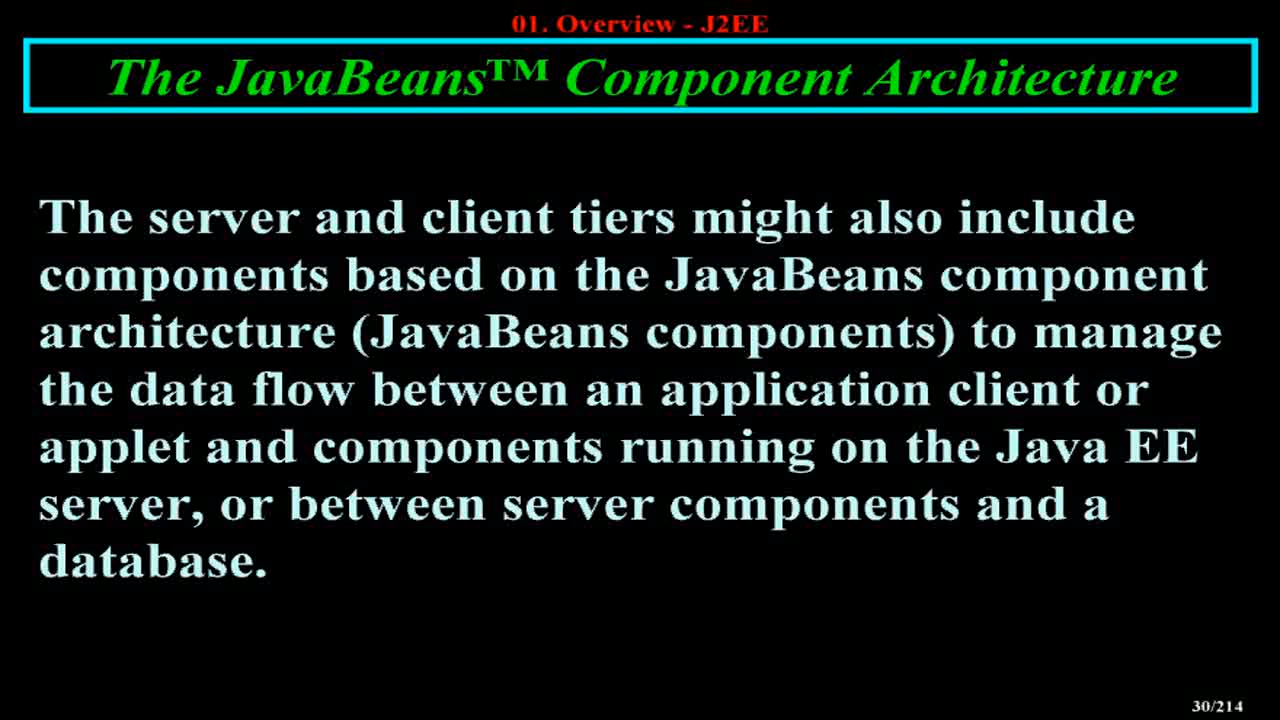 01. Overview - J2EE
The JavaBeans™ Component Architecture
The server and client tiers might also include
components based on the JavaBeans component
architecture (JavaBeans components) to manage
the data flow between an application client or
applet and components running on the Java EE
server, or between server components and a
database.
30/214